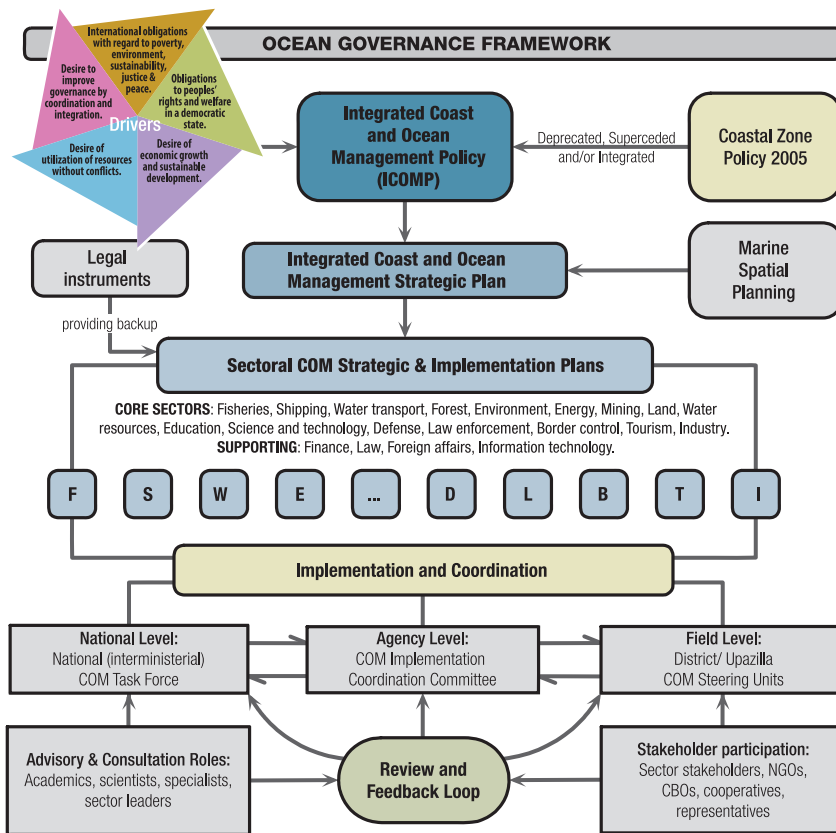 OCEAN GOVERNANCE FRAMEWORK
International obligations
with regard to poverty,
environment,
sustainability,
justice &
peace.
Desire to
improve
governance by
coordination and
integration.
Obligations
to peoples'
rights and welfare
in a democratic
state.
Drivers
Desire of
utilization of resources
without conflicts.
Desire of
economic growth
and sustainable
development.
Integrated Coast
and Ocean
Management Policy
(ICOMP)
Deprecated, Superceded
and/or Integrated
Coastal Zone
Policy 2005
Legal
instruments
Integrated Coast and Ocean
Management Strategic Plan
Marine
Spatial
Planning
providing backup
Sectoral COM Strategic & Implementation Plans
CORE SECTORS: Fisheries, Shipping, Water transport, Forest, Environment, Energy, Mining, Land, Water
resources, Education, Science and technology, Defense, Law enforcement, Border control, Tourism, Industry.
SUPPORTING: Finance, Law, Foreign affairs, Information technology.
F S W E ... D L B T I
Implementation and Coordination
National Level:
National (interministerial)
COM Task Force
Agency Level:
COM Implementation
Coordination Committee
Field Level:
District/ Upazilla
COM Steering Units
Advisory & Consultation Roles:
Academics, scientists, specialists,
sector leaders
Review and
Feedback Loop
Stakeholder participation:
Sector stakeholders, NGOs,
CBOs, cooperatives,
representatives